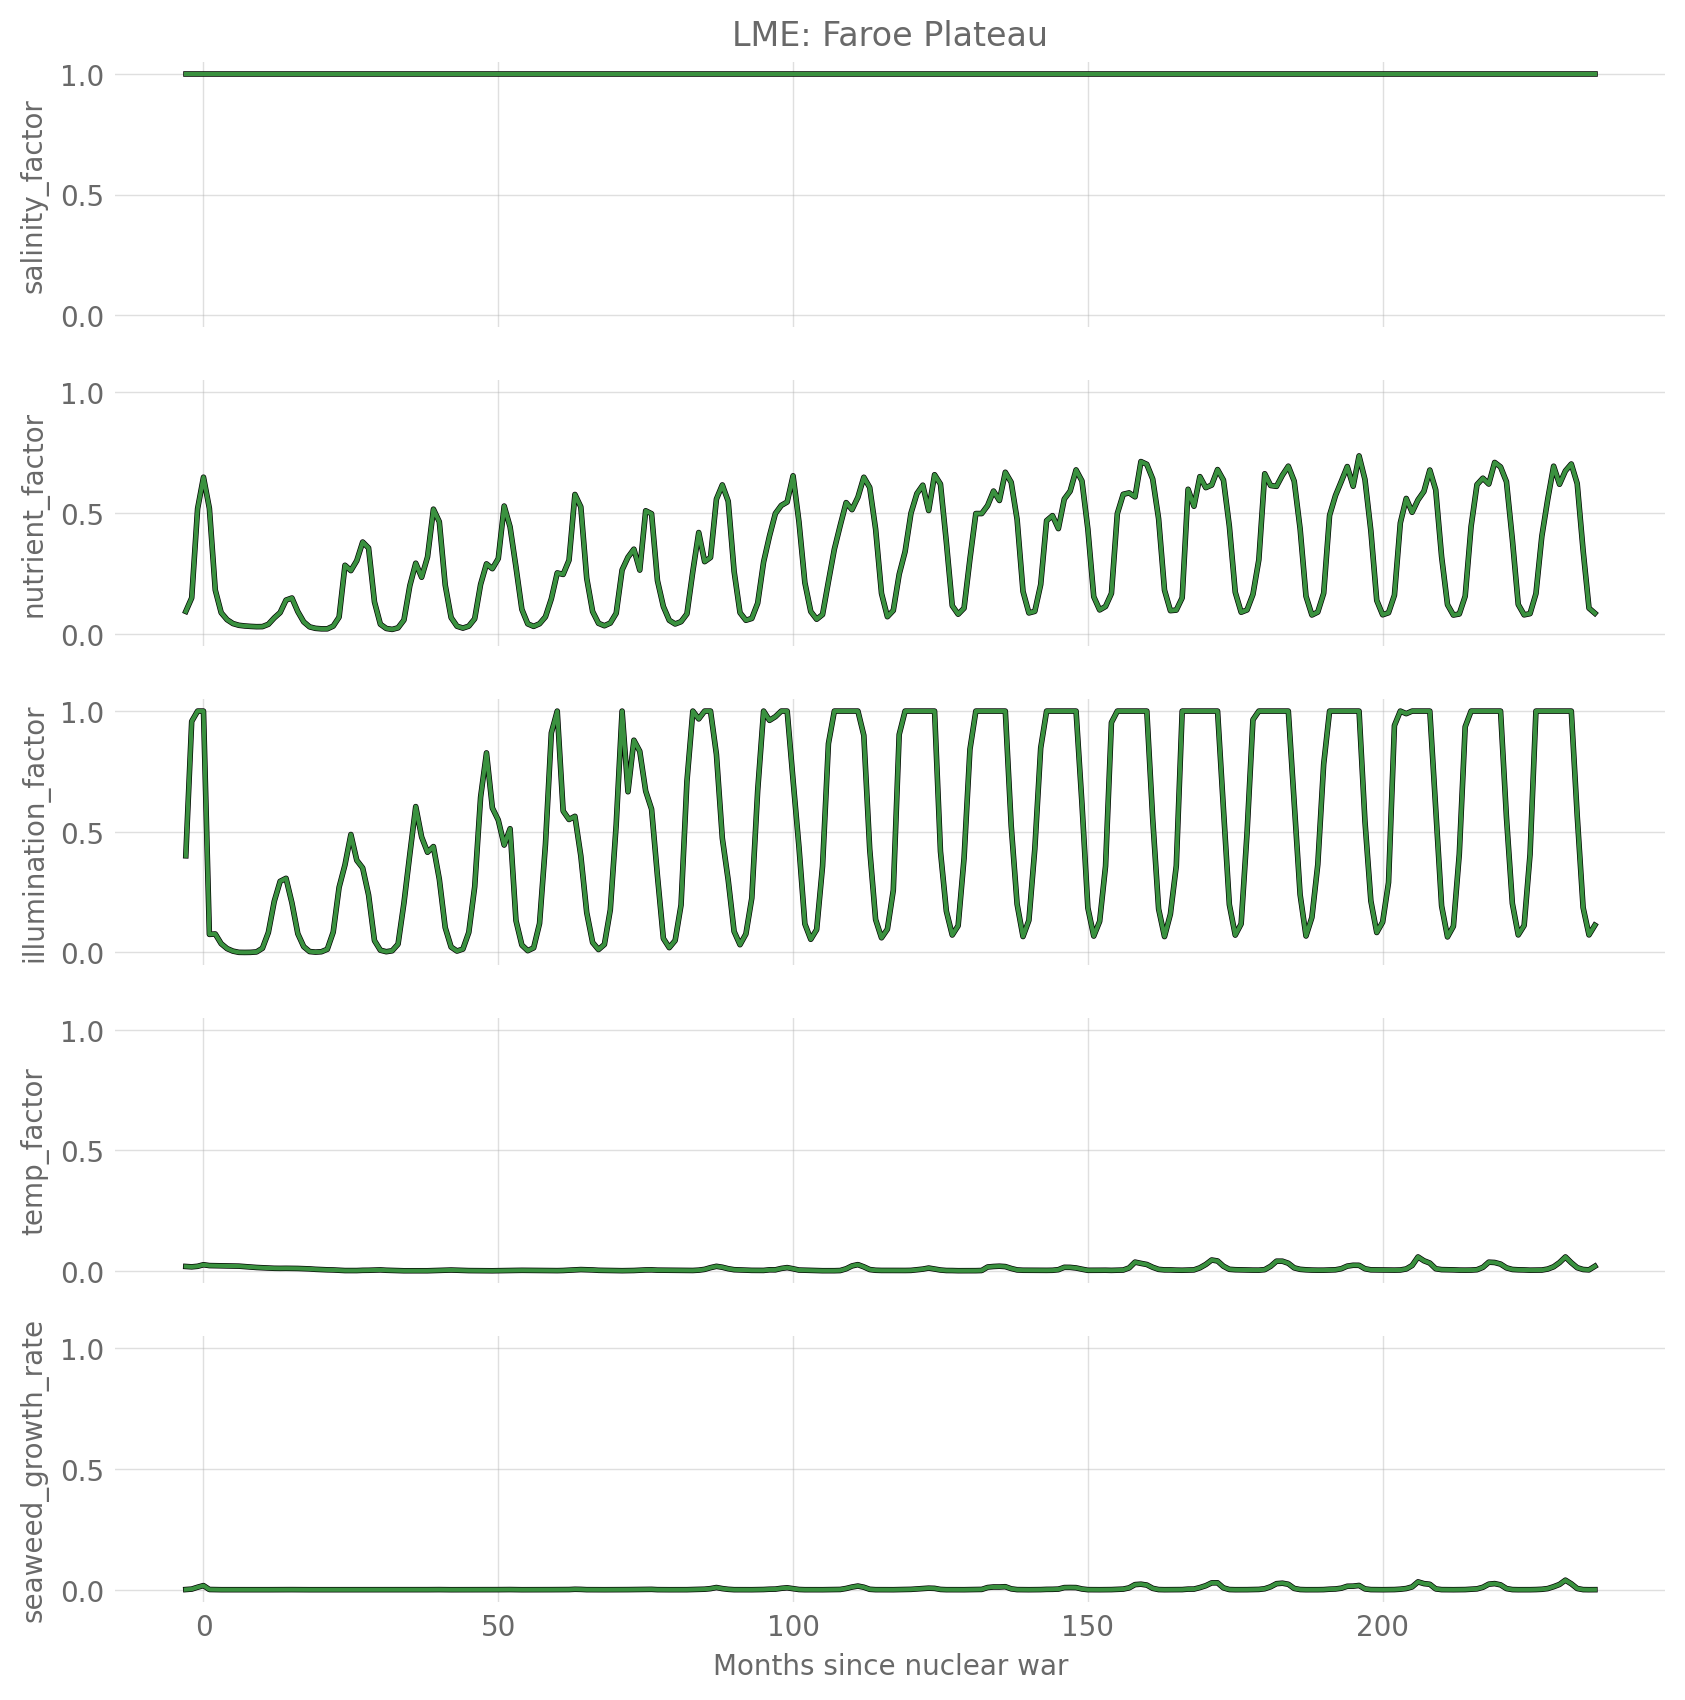 LME: Faroe Plateau
salinity_factor
1.0
0.5
0.0
nutrient_factor
1.0
0.5
0.0
illumination_factor
1.0
0.5
0.0
temp_factor
1.0
0.5
0.0
seaweed_growth_rate
1.0
0.5
0.0
0 50 100 150 200
Months since nuclear war